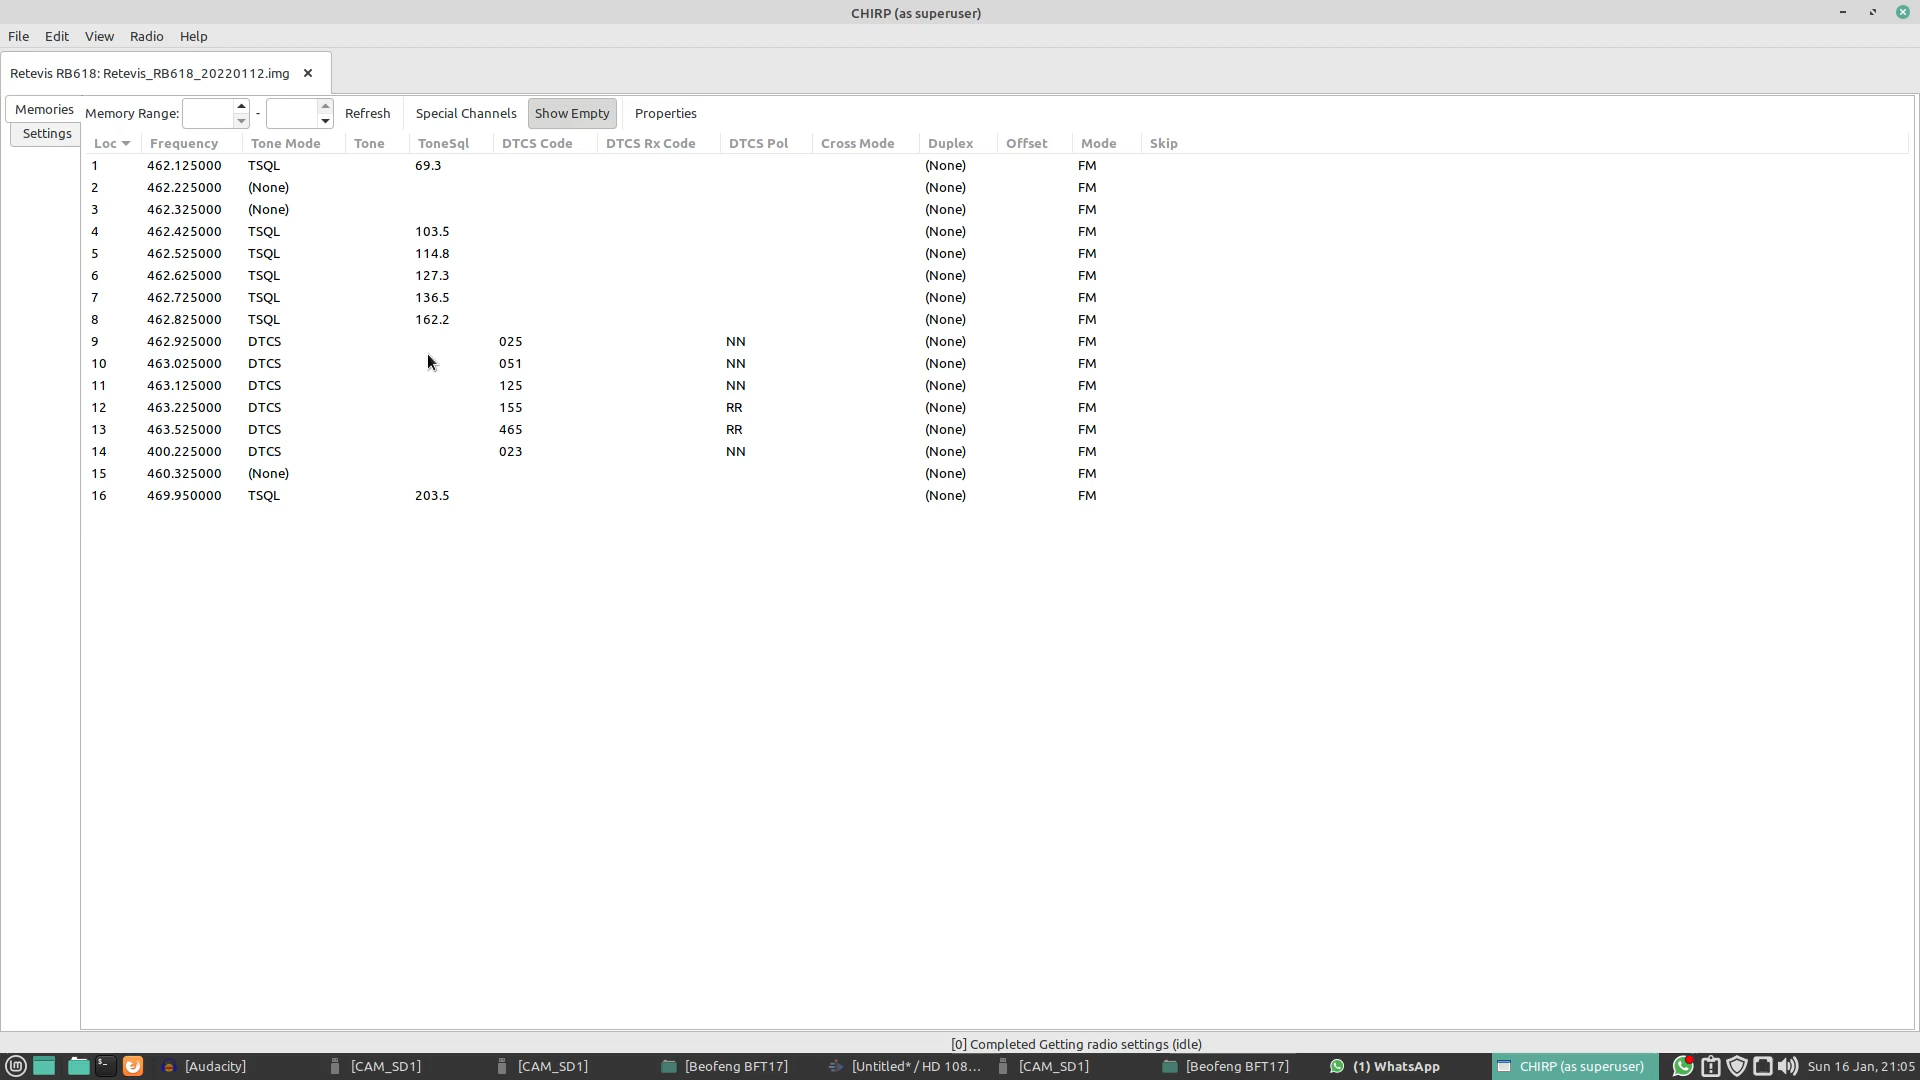 CHIRP (as superuser)
File Edit View Radio Help
Retevis RB618: Retevis_RB618_20220112.img
Memories Memory Range: - Refresh Special Channels Show Empty Properties
Settings
Loc Frequency Tone Mode Tone ToneSql DTCS Code DTCS Rx Code DTCS Pol Cross Mode Duplex Offset Mode Skip
1 462.125000 TSQL 69.3 (None) FM
2 462.225000 (None) (None) FM
3 462.325000 (None) (None) FM
4 462.425000 TSQL 103.5 (None) FM
5 462.525000 TSQL 114.8 (None) FM
6 462.625000 TSQL 127.3 (None) FM
7 462.725000 TSQL 136.5 (None) FM
8 462.825000 TSQL 162.2 (None) FM
9 462.925000 DTCS 025 NN (None) FM
10 463.025000 DTCS 051 NN (None) FM
11 463.125000 DTCS 125 NN (None) FM
12 463.225000 DTCS 155 RR (None) FM
13 463.525000 DTCS 465 RR (None) FM
14 400.225000 DTCS 023 NN (None) FM
15 460.325000 (None) (None) FM
16 469.950000 TSQL 203.5 (None) FM
[0] Completed Getting radio settings (idle)
[Audacity] [CAM_SD1] [CAM_SD1] [Beofeng BFT17] [Untitled* / HD 108... [CAM_SD1] [Beofeng BFT17] (1) WhatsApp CHIRP (as superuser) Sun 16 Jan, 21:05